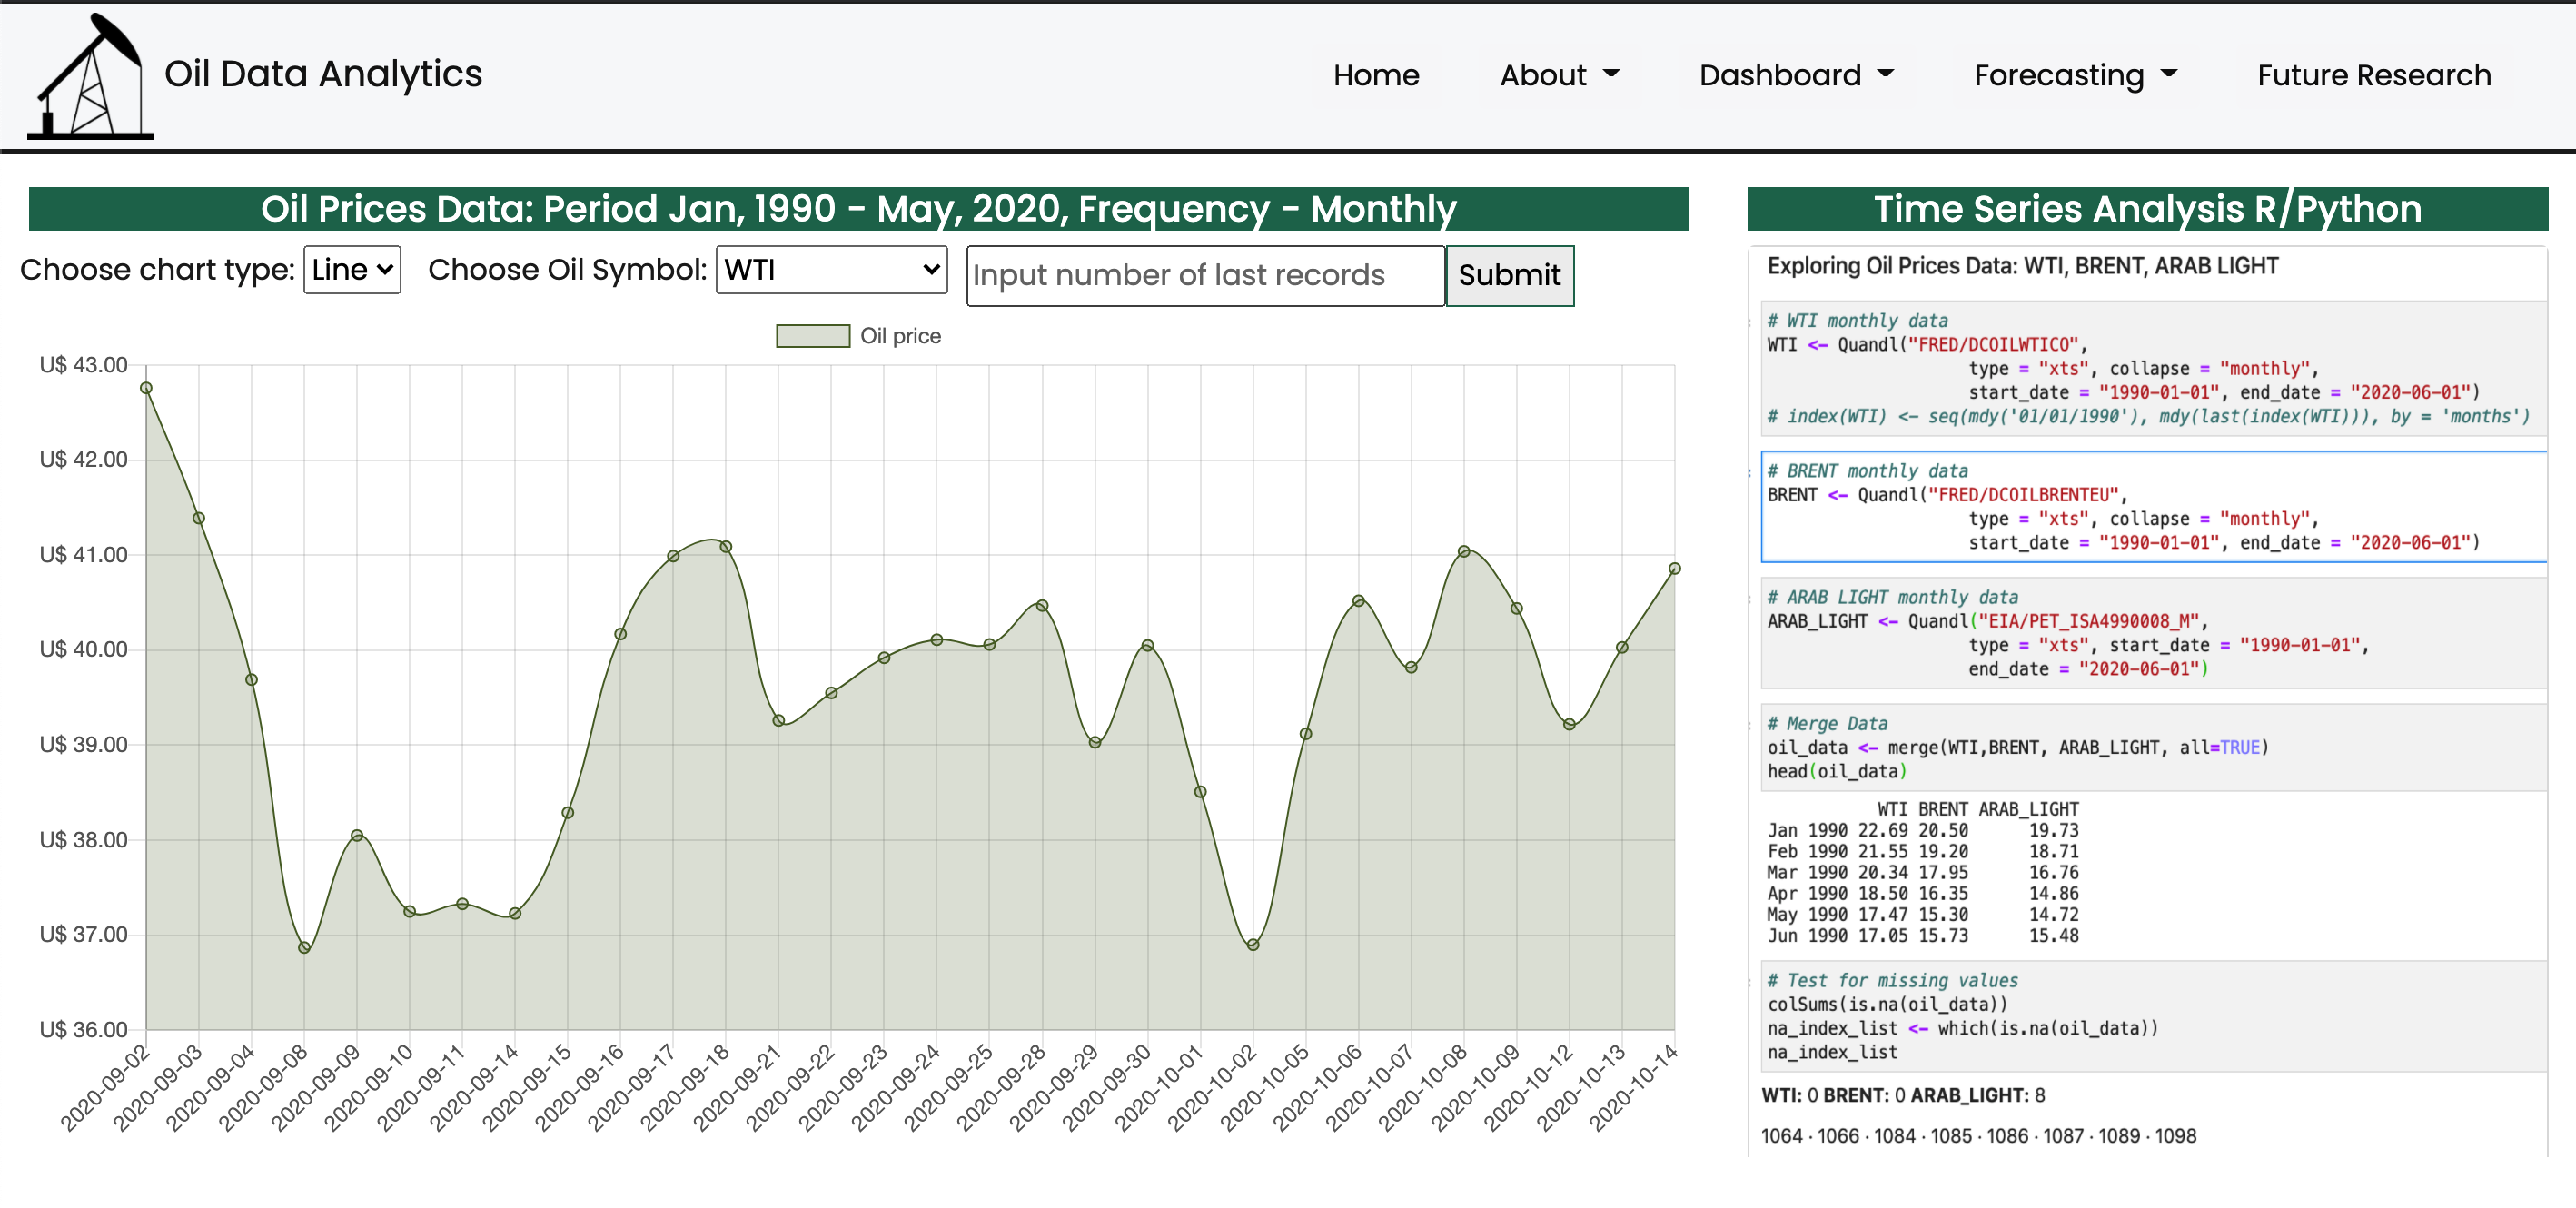 Oil Data Analytics
Home
About
Dashboard
Forecasting
Future Research
Oil Prices Data: Period Jan, 1990 - May, 2020, Frequency - Monthly
Choose chart type: Line
Choose Oil Symbol: WTI
Input number of last records
Submit
Oil price
U$ 43.00
U$ 42.00
U$ 41.00
U$ 40.00
U$ 39.00
U$ 38.00
U$ 37.00
U$ 36.00
2020-09-02
2020-09-03
2020-09-04
2020-09-08
2020-09-09
2020-09-10
2020-09-11
2020-09-14
2020-09-15
2020-09-16
2020-09-17
2020-09-18
2020-09-21
2020-09-22
2020-09-23
2020-09-24
2020-09-25
2020-09-28
2020-09-29
2020-09-30
2020-10-01
2020-10-02
2020-10-05
2020-10-06
2020-10-07
2020-10-08
2020-10-09
2020-10-12
2020-10-13
2020-10-14
Time Series Analysis R/Python
Exploring Oil Prices Data: WTI, BRENT, ARAB LIGHT
# WTI monthly data
WTI <- Quandl("FRED/DCOILWTICO",
type = "xts", collapse = "monthly",
start_date = "1990-01-01", end_date = "2020-06-01")
# index(WTI) <- seq(mdy('01/01/1990'), mdy(last(index(WTI))), by = 'months')
# BRENT monthly data
BRENT <- Quandl("FRED/DCOILBRENTEU",
type = "xts", collapse = "monthly",
start_date = "1990-01-01", end_date = "2020-06-01")
# ARAB LIGHT monthly data
ARAB_LIGHT <- Quandl("EIA/PET_ISA4990008_M",
type = "xts", start_date = "1990-01-01",
end_date = "2020-06-01")
# Merge Data
oil_data <- merge(WTI,BRENT, ARAB_LIGHT, all=TRUE)
head(oil_data)
WTI BRENT ARAB_LIGHT
Jan 1990 22.69 20.50 19.73
Feb 1990 21.55 19.20 18.71
Mar 1990 20.34 17.95 16.76
Apr 1990 18.50 16.35 14.86
May 1990 17.47 15.30 14.72
Jun 1990 17.05 15.73 15.48
# Test for missing values
colSums(is.na(oil_data))
na_index_list <- which(is.na(oil_data))
na_index_list
WTI: 0 BRENT: 0 ARAB_LIGHT: 8
1064 · 1066 · 1084 · 1085 · 1086 · 1087 · 1089 · 1098